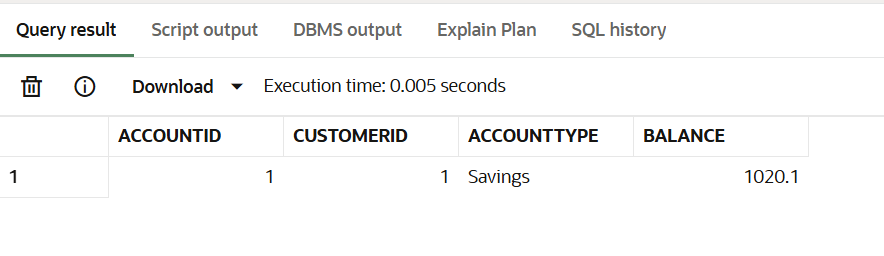 Query result Script output DBMS output Explain Plan SQL history
Download Execution time: 0.005 seconds
ACCOUNTID CUSTOMERID ACCOUNTTYPE BALANCE
1 1 1 Savings 1020.1